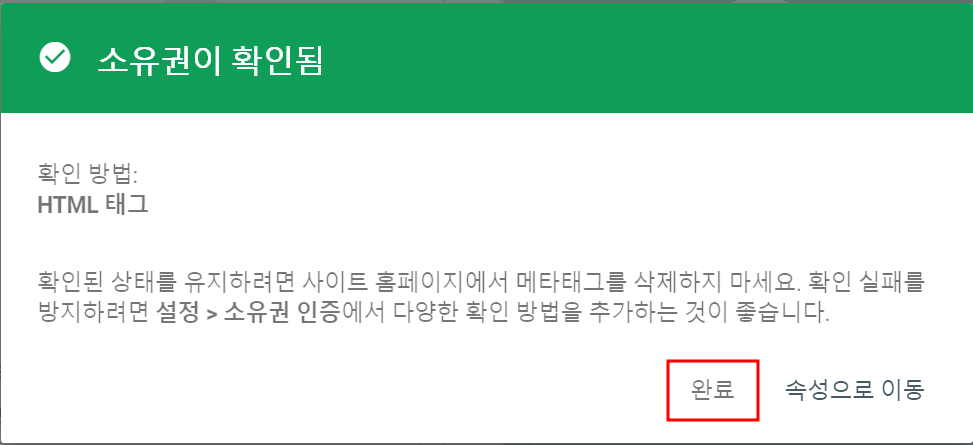 소유권이 확인됨
확인 방법:
HTML 태그
확인된 상태를 유지하려면 사이트 홈페이지에서 메타태그를 삭제하지 마세요. 확인 실패를
방지하려면 설정 > 소유권 인증에서 다양한 확인 방법을 추가하는 것이 좋습니다.
완료 속성으로 이동